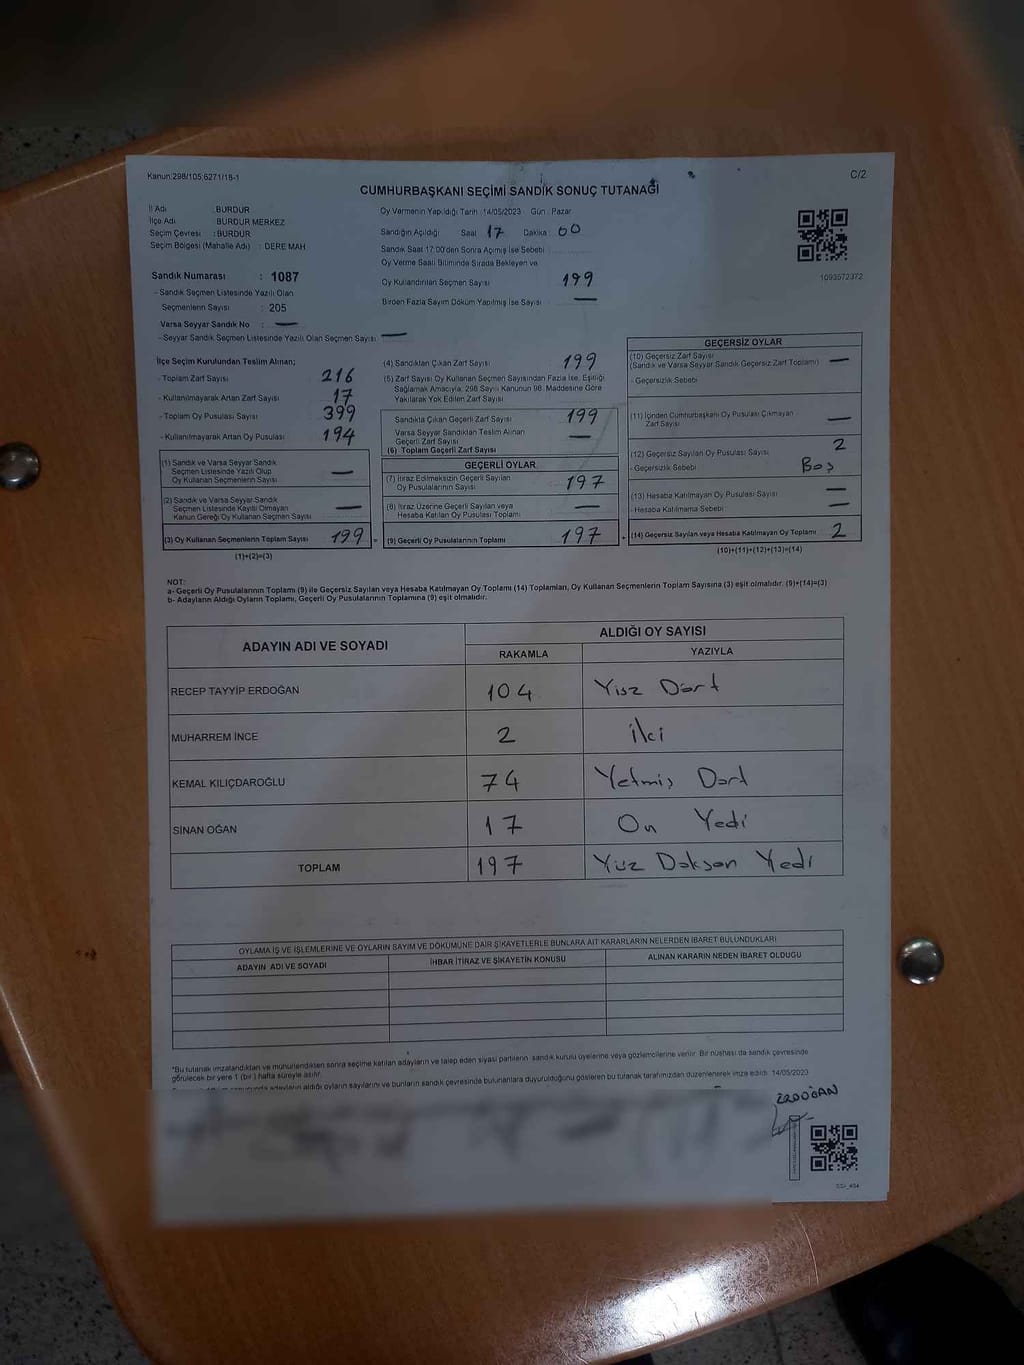 Kanun:298/105,6271/18-1
C/2
CUMHURBAŞKANI SEÇİMİ SANDIK SONUÇ TUTANAĞI
İl Adı : BURDUR
İlçe Adı : BURDUR MERKEZ
Seçim Çevresi : BURDUR
Seçim Bölgesi (Mahalle Adı) : DERE MAH
Sandık Numarası : 1087
- Sandık Seçmen Listesinde Yazılı Olan
Seçmenlerin Sayısı : 205
Varsa Seyyar Sandık No : —
- Seyyar Sandık Seçmen Listesinde Yazılı Olan Seçmen Sayısı: —
Oy Vermenin Yapıldığı Tarih :14/05/2023 Gün : Pazar
Sandığın Açıldığı Saat 17 Dakika 00
Sandık Saat 17:00'den Sonra Açılmış İse Sebebi
Oy Verme Saati Bitiminde Sırada Bekleyen ve
Oy Kullandırılan Seçmen Sayısı 199
Birden Fazla Sayım Döküm Yapılmış İse Sayısı —
1093572372
İlçe Seçim Kurulundan Teslim Alınan;
- Toplam Zarf Sayısı 216
- Kullanılmayarak Artan Zarf Sayısı 17
- Toplam Oy Pusulası Sayısı 399
- Kullanılmayarak Artan Oy Pusulası 194
(1) Sandık ve Varsa Seyyar Sandık
Seçmen Listesinde Yazılı Olup
Oy Kullanan Seçmenlerin Sayısı —
(2) Sandık ve Varsa Seyyar Sandık
Seçmen Listesinde Kayıtlı Olmayan
Kanun Gereği Oy Kullanan Seçmen Sayısı —
(3) Oy Kullanan Seçmenlerin Toplam Sayısı 199
(1)+(2)=(3)
(4) Sandıktan Çıkan Zarf Sayısı 199
(5) Zarf Sayısı Oy Kullanan Seçmen Sayısından Fazla İse, Eşitliği
Sağlamak Amacıyla, 298 Sayılı Kanunun 98. Maddesine Göre
Yakılarak Yok Edilen Zarf Sayısı
Sandıkta Çıkan Geçerli Zarf Sayısı 199
Varsa Seyyar Sandıktan Teslim Alınan
Geçerli Zarf Sayısı —
(6) Toplam Geçerli Zarf Sayısı
GEÇERLİ OYLAR
(7) İtiraz Edilmeksizin Geçerli Sayılan
Oy Pusulalarının Sayısı 197
(8) İtiraz Üzerine Geçerli Sayılan veya
Hesaba Katılan Oy Pusulası Toplamı —
= (9) Geçerli Oy Pusulalarının Toplamı 197
GEÇERSİZ OYLAR
(10) Geçersiz Zarf Sayısı
(Sandık ve Varsa Seyyar Sandık Geçersiz Zarf Toplamı) —
- Geçersizlik Sebebi
(11) İçinden Cumhurbaşkanı Oy Pusulası Çıkmayan
Zarf Sayısı —
(12) Geçersiz Sayılan Oy Pusulası Sayısı 2
- Geçersizlik Sebebi Boş
(13) Hesaba Katılmayan Oy Pusulası Sayısı —
- Hesaba Katılmama Sebebi —
+ (14) Geçersiz Sayılan veya Hesaba Katılmayan Oy Toplamı 2
(10)+(11)+(12)+(13)=(14)
NOT:
a- Geçerli Oy Pusulalarının Toplamı (9) ile Geçersiz Sayılan veya Hesaba Katılmayan Oy Toplamı (14) Toplamları, Oy Kullanan Seçmenlerin Toplam Sayısına (3) eşit olmalıdır. (9)+(14)=(3)
b- Adayların Aldığı Oyların Toplamı, Geçerli Oy Pusulalarının Toplamına (9) eşit olmalıdır.
ADAYIN ADI VE SOYADI ALDIĞI OY SAYISI
RAKAMLA YAZIYLA
RECEP TAYYİP ERDOĞAN 104 Yüz Dört
MUHARREM İNCE 2 İki
KEMAL KILIÇDAROĞLU 74 Yetmiş Dört
SİNAN OĞAN 17 On Yedi
TOPLAM 197 Yüz Doksan Yedi
OYLAMA İŞ VE İŞLEMLERİNE VE OYLARIN SAYIM VE DÖKÜMÜNE DAİR ŞİKAYETLERLE BUNLARA AİT KARARLARIN NELERDEN İBARET BULUNDUKLARI
ADAYIN ADI VE SOYADI İHBAR İTİRAZ VE ŞİKAYETİN KONUSU ALINAN KARARIN NEDEN İBARET OLDUĞU
*Bu tutanak imzalandıktan ve mühürlendikten sonra seçime katılan adayların ve talep eden siyasi partilerin sandık kurulu üyelerine veya gözlemcilerine verilir. Bir nüshası da sandık çevresinde
görülecek bir yere 1 (bir) hafta süreyle asılır.
adayların aldığı oyların sayılarını ve bunların sandık çevresinde bulunanlara duyurulduğunu gösteren bu tutanak tarafımızdan düzenlenerek imza edildi. 14/05/2023
ERDOĞAN